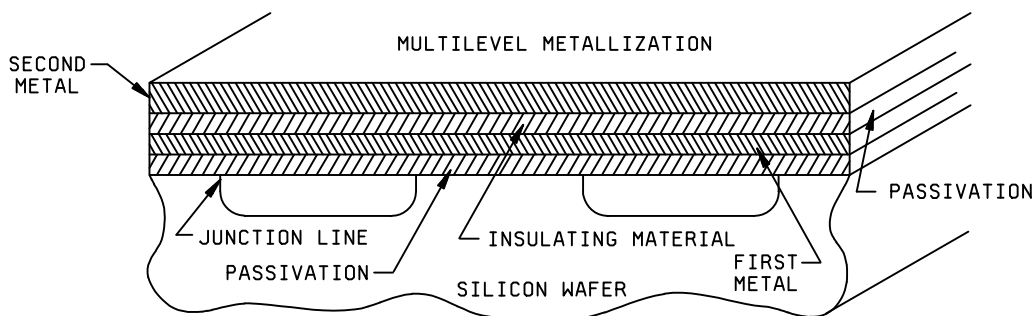 MULTILEVEL METALLIZATION
SECOND
METAL
PASSIVATION
JUNCTION LINE
INSULATING MATERIAL
PASSIVATION
FIRST
METAL
SILICON WAFER